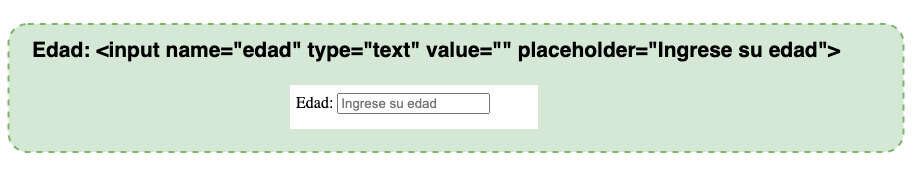 Edad: <input name="edad" type="text" value="" placeholder="Ingrese su edad">
Edad: Ingrese su edad